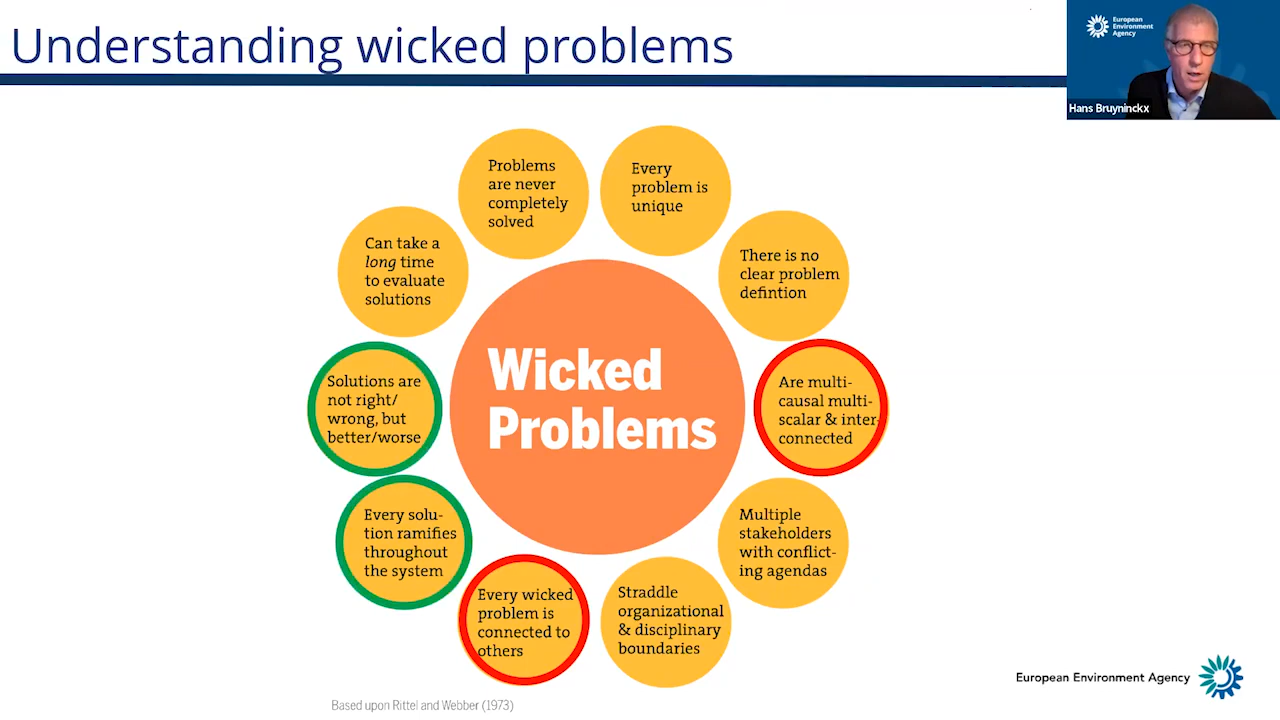 Understanding wicked problems
European
Environment
Agency
Hans Bruyninckx
Problems
are never
completely
solved
Every
problem is
unique
Can take a
long time
to evaluate
solutions
There is no
clear problem
defintion
Wicked
Problems
Solutions are
not right/
wrong, but
better/worse
Are multi-
causal multi-
scalar & inter-
connected
Every solu-
tion ramifies
throughout
the system
Multiple
stakeholders
with conflict-
ing agendas
Every wicked
problem is
connected to
others
Straddle
organizational
& disciplinary
boundaries
European Environment Agency
Based upon Rittel and Webber (1973)